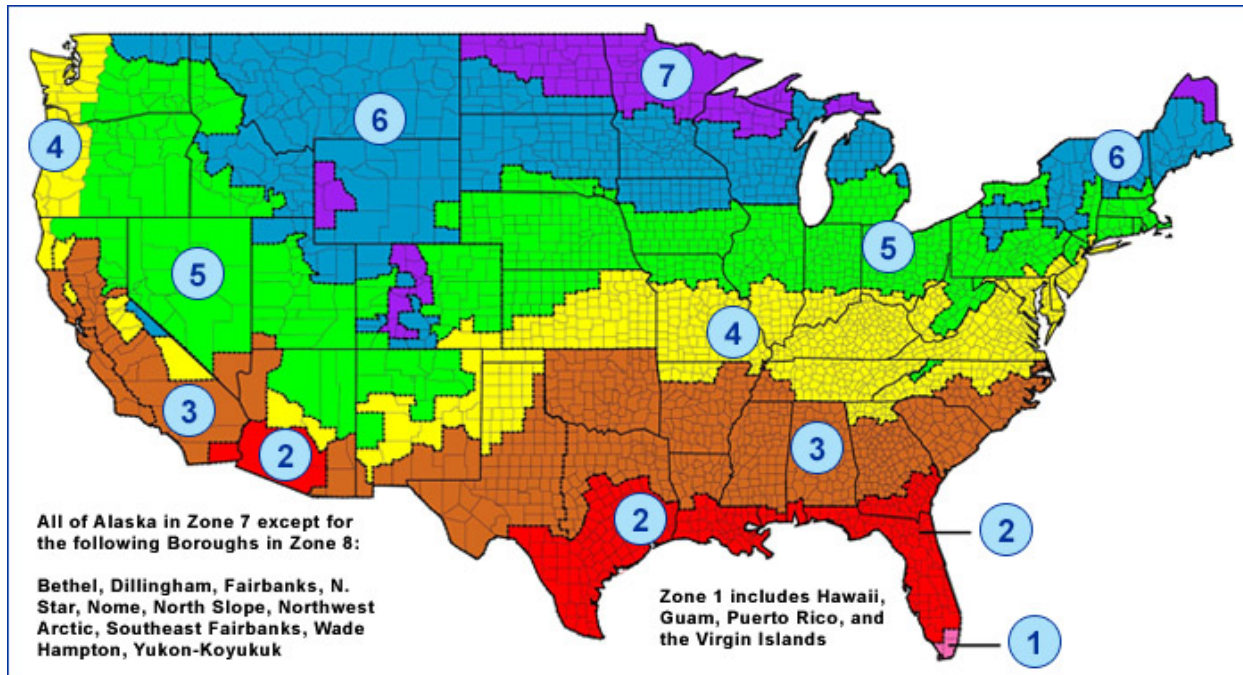 7
6
4
6
5
5
4
3
3
2
2
2
1
All of Alaska in Zone 7 except for
the following Boroughs in Zone 8:
Bethel, Dillingham, Fairbanks, N.
Star, Nome, North Slope, Northwest
Arctic, Southeast Fairbanks, Wade
Hampton, Yukon-Koyukuk
Zone 1 includes Hawaii,
Guam, Puerto Rico, and
the Virgin Islands